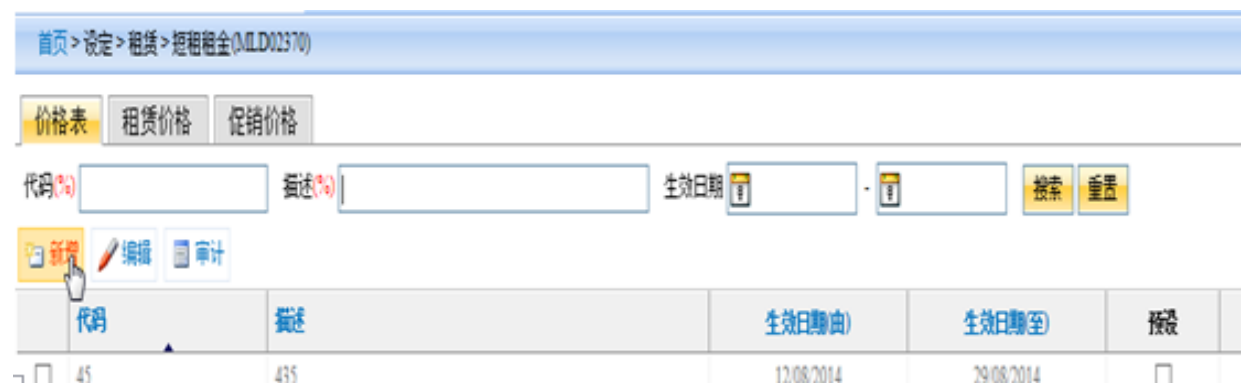 首页>设定>租赁>短租租金(MLD02370)
价格表 租赁价格 促销价格
代码(%) 描述(%) 生效日期 - 搜索 重置
新增 编辑 审计
代码 描述 生效日期(由) 生效日期(至) 预设
45 435 12/08/2014 29/08/2014